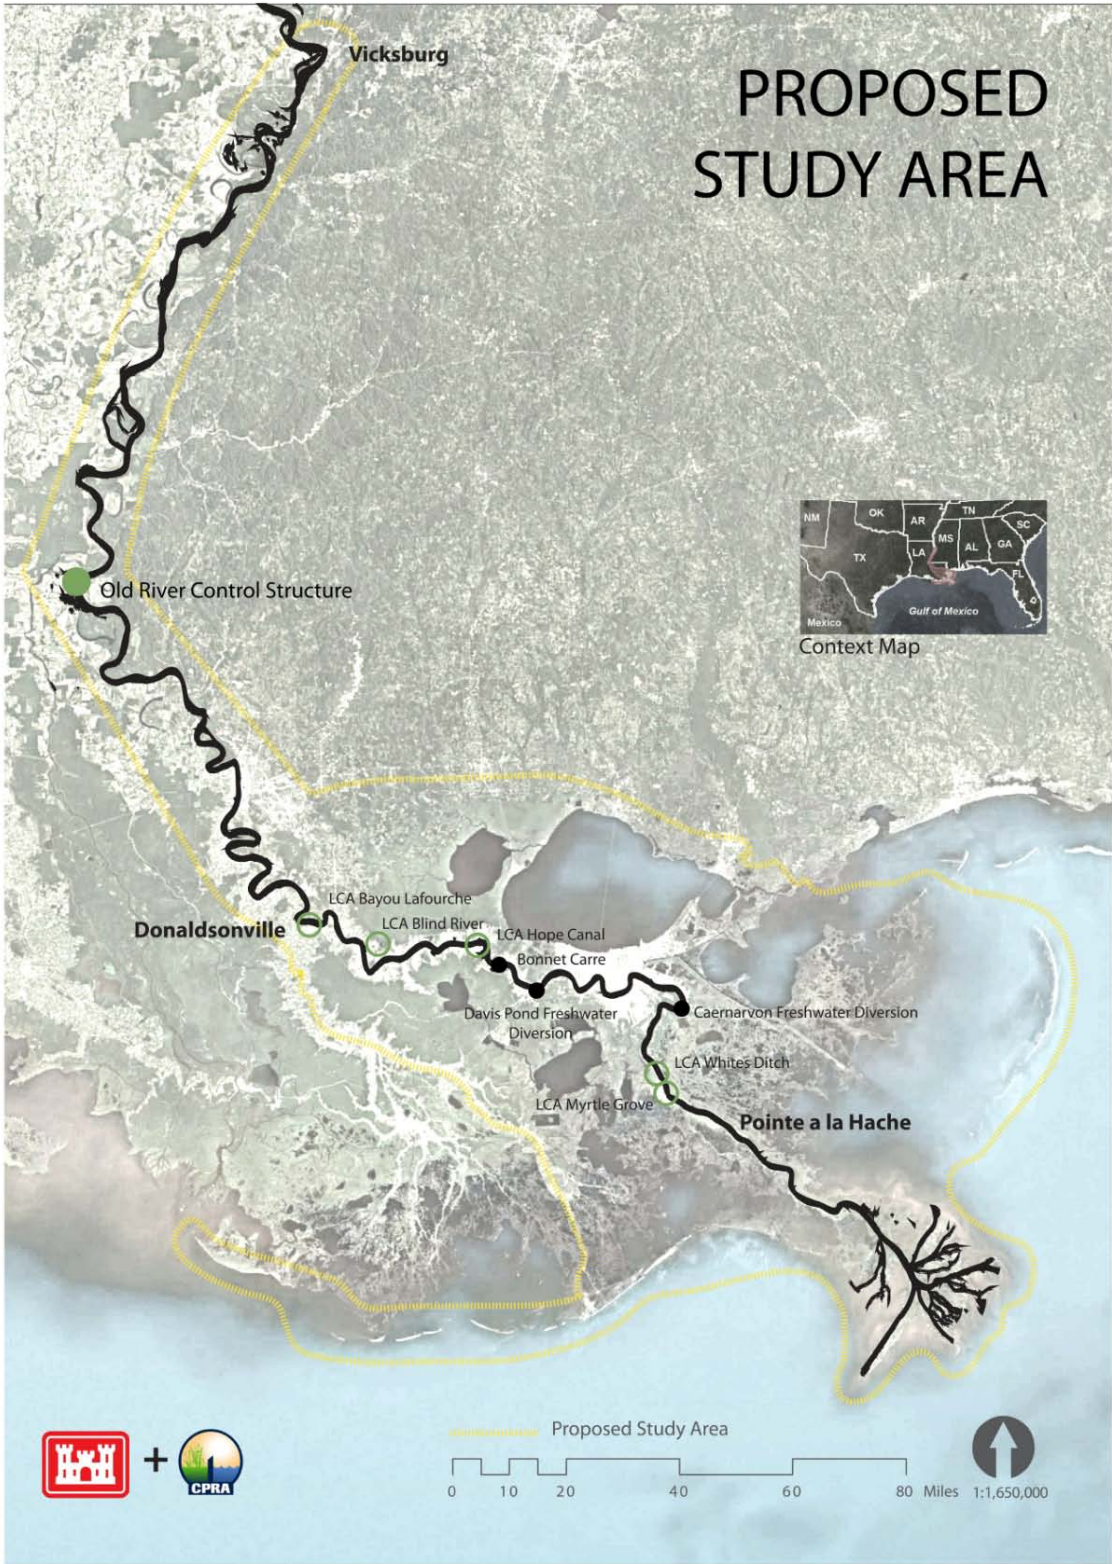 Vicksburg
PROPOSED
STUDY AREA
NM
OK
AR
TN
SC
TX
LA
MS
AL
GA
FL
Gulf of Mexico
Mexico
Context Map
Old River Control Structure
LCA Bayou Lafourche
Donaldsonville
LCA Blind River
LCA Hope Canal
Bonnet Carre
Davis Pond Freshwater
Diversion
Caernarvon Freshwater Diversion
LCA Whites Ditch
LCA Myrtle Grove
Pointe a la Hache
Proposed Study Area
+
CPRA
0 10 20 40 60 80 Miles
1:1,650,000